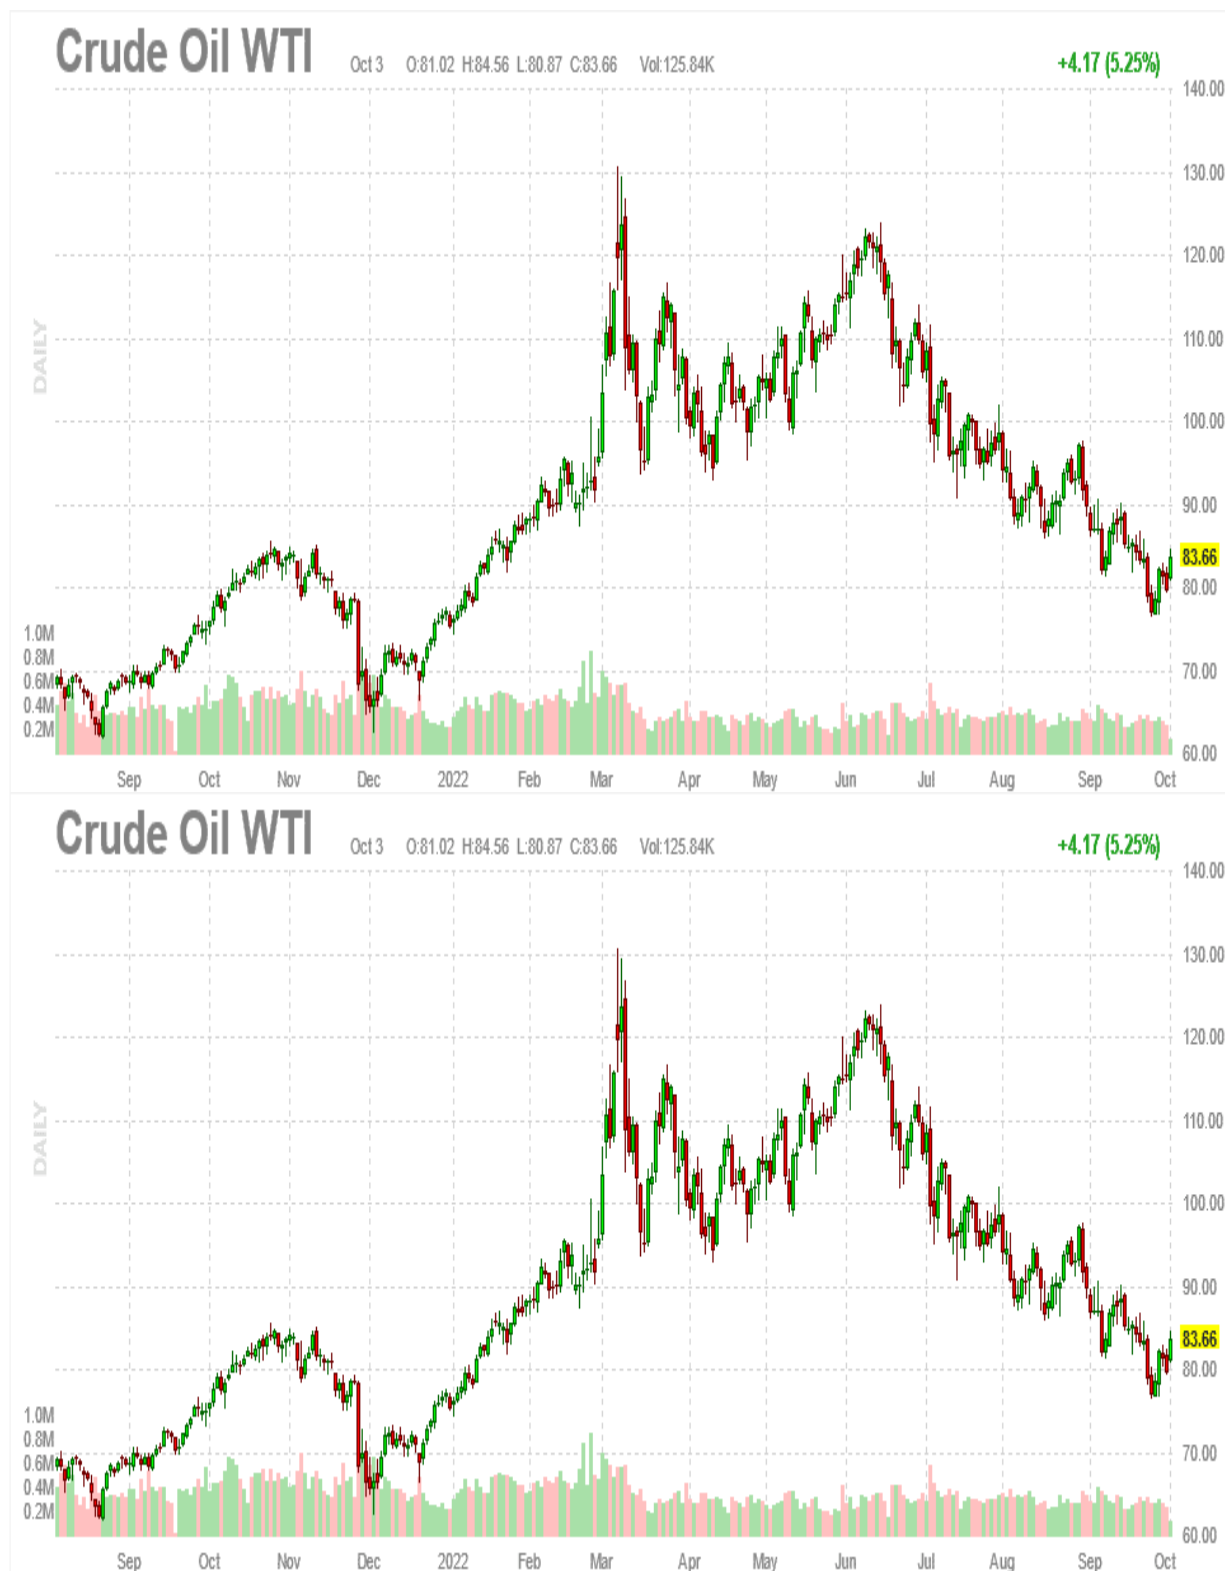 Crude Oil WTI Oct 3 O:81.02 H:84.56 L:80.87 C:83.66 Vol:125.84K +4.17 (5.25%)
140.00
130.00
120.00
DAILY
110.00
100.00
90.00
83.66
80.00
1.0M
0.8M
70.00
0.6M
0.4M
0.2M
60.00
Sep Oct Nov Dec 2022 Feb Mar Apr May Jun Jul Aug Sep Oct
Crude Oil WTI Oct 3 O:81.02 H:84.56 L:80.87 C:83.66 Vol:125.84K +4.17 (5.25%)
140.00
130.00
120.00
DAILY
110.00
100.00
90.00
83.66
80.00
1.0M
0.8M
70.00
0.6M
0.4M
0.2M
60.00
Sep Oct Nov Dec 2022 Feb Mar Apr May Jun Jul Aug Sep Oct